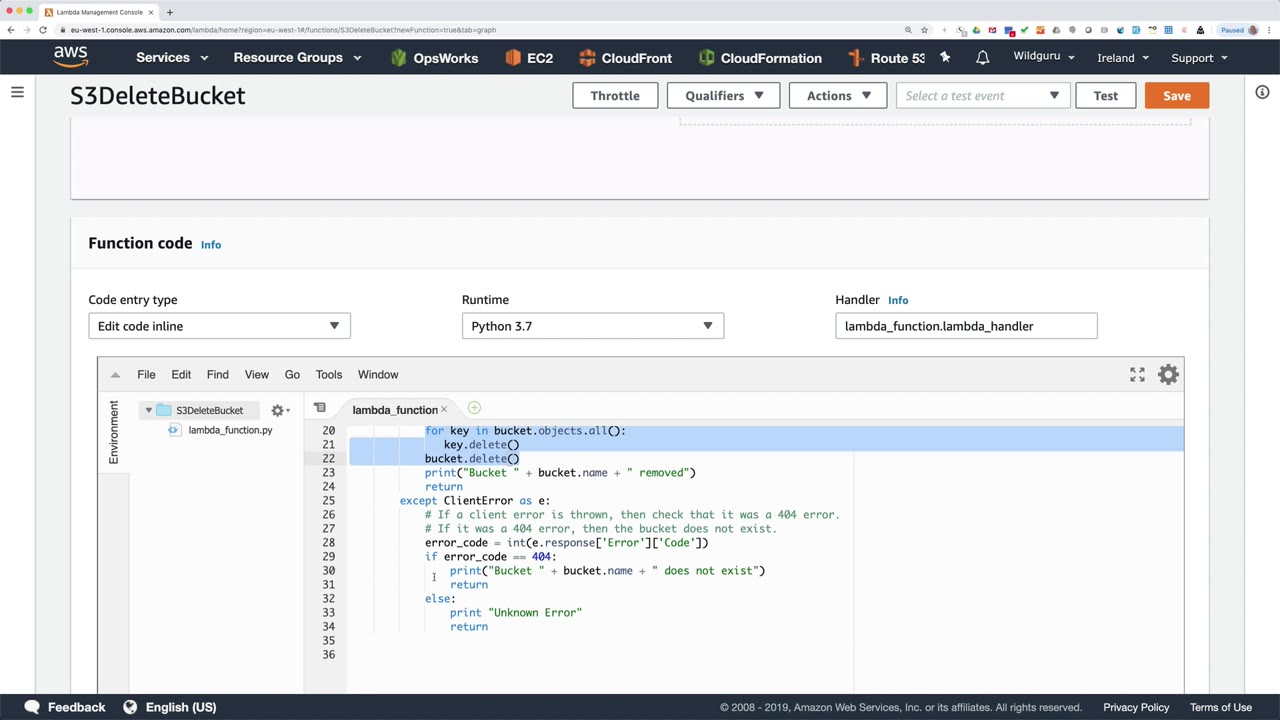 Lambda Management Console
eu-west-1.console.aws.amazon.com/lambda/home?region=eu-west-1#/functions/S3DeleteBucket?newFunction=true&tab=graph
Paused
aws Services Resource Groups OpsWorks EC2 CloudFront CloudFormation Route 53 Wildguru Ireland Support
S3DeleteBucket Throttle Qualifiers Actions Select a test event Test Save
Function code Info
Code entry type Runtime Handler Info
Edit code inline Python 3.7 lambda_function.lambda_handler
File Edit Find View Go Tools Window
Environment
S3DeleteBucket
lambda_function.py
lambda_function
20 for key in bucket.objects.all():
21 key.delete()
22 bucket.delete()
23 print("Bucket " + bucket.name + " removed")
24 return
25 except ClientError as e:
26 # If a client error is thrown, then check that it was a 404 error.
27 # If it was a 404 error, then the bucket does not exist.
28 error_code = int(e.response['Error']['Code'])
29 if error_code == 404:
30 print("Bucket " + bucket.name + " does not exist")
31 return
32 else:
33 print "Unknown Error"
34 return
35
36
Feedback English (US) © 2008 - 2019, Amazon Web Services, Inc. or its affiliates. All rights reserved. Privacy Policy Terms of Use